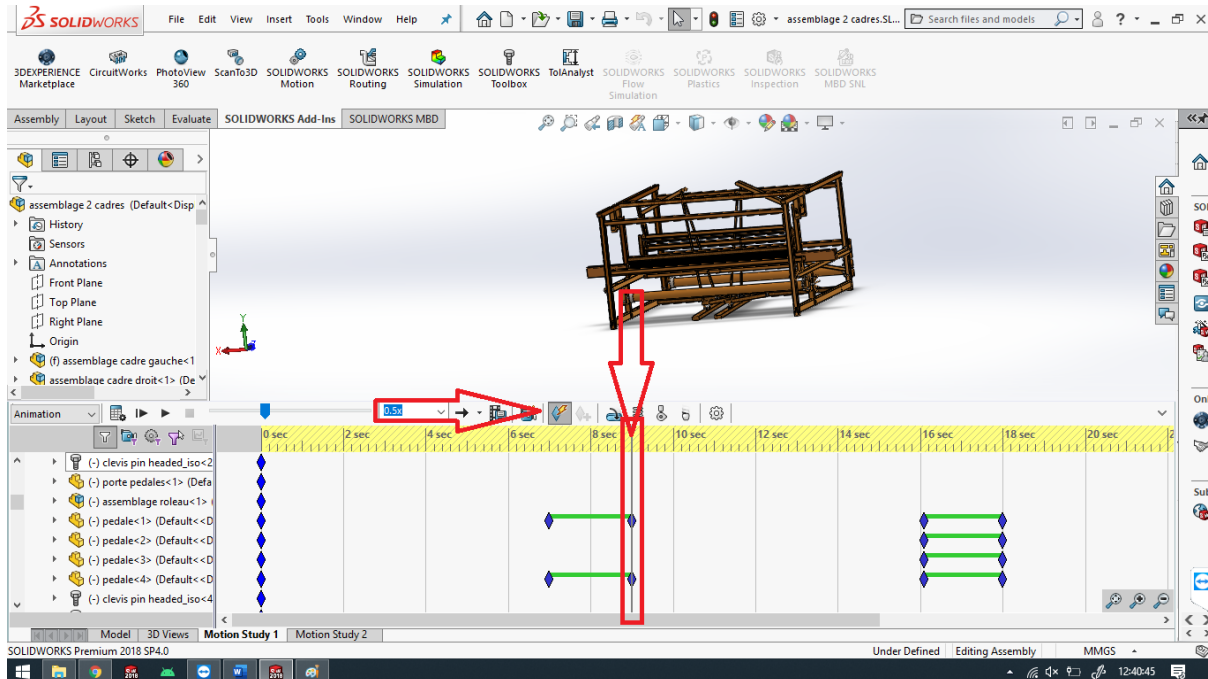 SOLIDWORKS File Edit View Insert Tools Window Help assemblage 2 cadres.SL... Search files and models ?
3DEXPERIENCE Marketplace
CircuitWorks
PhotoView 360
ScanTo3D
SOLIDWORKS Motion
SOLIDWORKS Routing
SOLIDWORKS Simulation
SOLIDWORKS Toolbox
TolAnalyst
SOLIDWORKS Flow Simulation
SOLIDWORKS Plastics
SOLIDWORKS Inspection
SOLIDWORKS MBD SNL
Assembly Layout Sketch Evaluate SOLIDWORKS Add-Ins SOLIDWORKS MBD
assemblage 2 cadres (Default<Disp
History
Sensors
Annotations
Front Plane
Top Plane
Right Plane
Origin
(f) assemblage cadre gauche<1
assemblage cadre droit<1> (De
Y
X
Animation 0.5x
0 sec 2 sec 4 sec 6 sec 8 sec 10 sec 12 sec 14 sec 16 sec 18 sec 20 sec 2
(-) clevis pin headed_iso<2
(-) porte pedales<1> (Defa
(-) assemblage roleau<1> (
(-) pedale<1> (Default<<D
(-) pedale<2> (Default<<D
(-) pedale<3> (Default<<D
(-) pedale<4> (Default<<D
(-) clevis pin headed_iso<4
Model 3D Views Motion Study 1 Motion Study 2
SOLIDWORKS Premium 2018 SP4.0 Under Defined Editing Assembly MMGS
12:40:45
SO
On
Sub